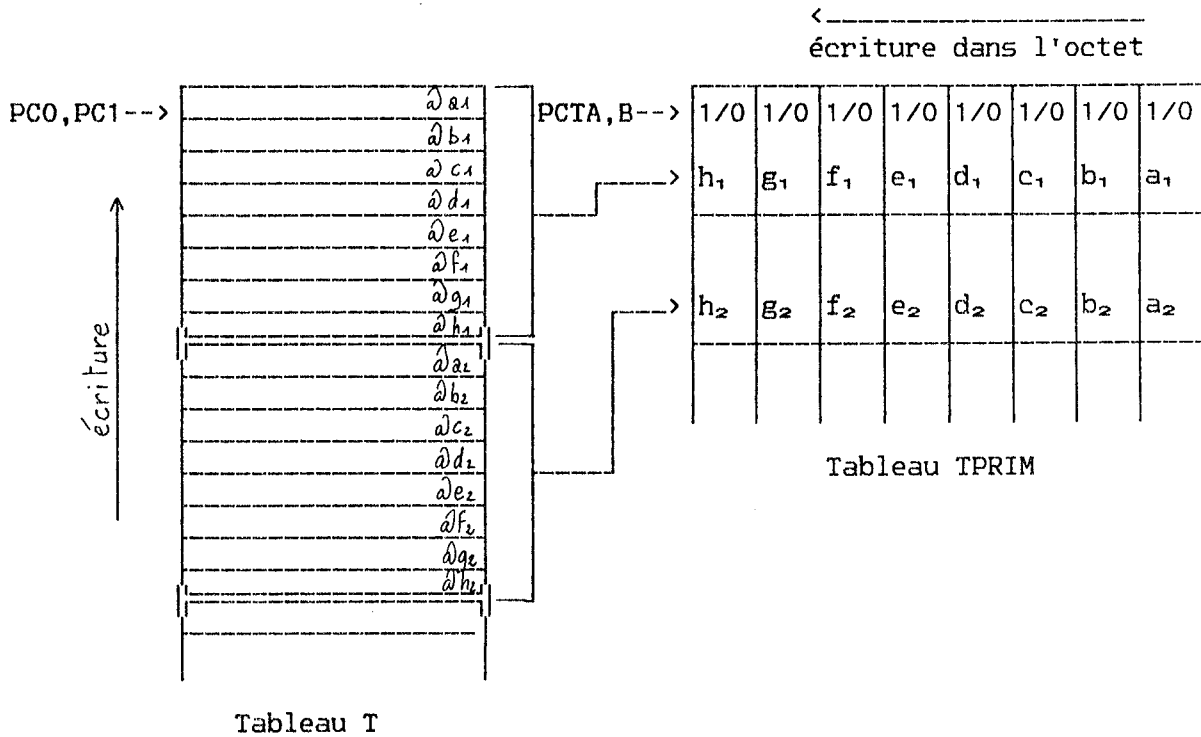 écriture dans l'octet
PC0,PC1-->
@a₁
PCTA,B-->
1/0 1/0 1/0 1/0 1/0 1/0 1/0 1/0
@b₁
@c₁
h₁ g₁ f₁ e₁ d₁ c₁ b₁ a₁
@d₁
@e₁
@f₁
@g₁
h₂ g₂ f₂ e₂ d₂ c₂ b₂ a₂
@h₁
@a₂
@b₂
écriture
@c₂
@d₂
Tableau TPRIM
@e₂
@f₂
@g₂
@h₂
Tableau T